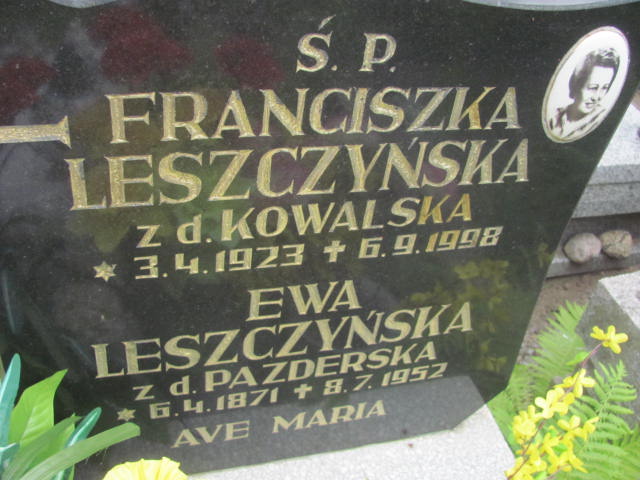 Ś. P.
FRANCISZKA
LESZCZYŃSKA
z d. KOWALSKA
* 3.4.1923 ✝ 6.9.1998
EWA
LESZCZYŃSKA
z d. PAZDERSKA
* 6.4.1871 ✝ 8.7.1952
AVE MARIA